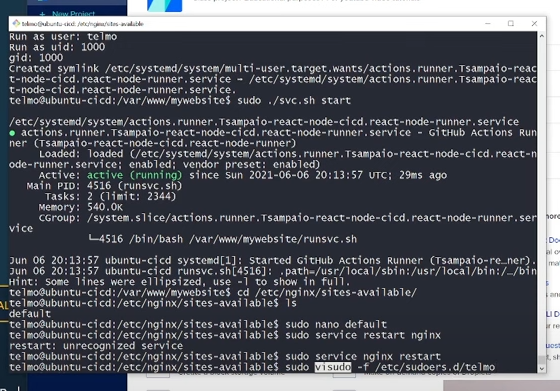 New Project
telmo@ubuntu-cicd: /etc/nginx/sites-available
Run as user: telmo
Run as uid: 1000
gid: 1000
Created symlink /etc/systemd/system/multi-user.target.wants/actions.runner.Tsampaio-reac
t-node-cicd.react-node-runner.service → /etc/systemd/system/actions.runner.Tsampaio-reac
t-node-cicd.react-node-runner.service.
telmo@ubuntu-cicd:/var/www/mywebsite$ sudo ./svc.sh start
/etc/systemd/system/actions.runner.Tsampaio-react-node-cicd.react-node-runner.service
● actions.runner.Tsampaio-react-node-cicd.react-node-runner.service - GitHub Actions Run
ner (Tsampaio-react-node-cicd.react-node-runner)
Loaded: loaded (/etc/systemd/system/actions.runner.Tsampaio-react-node-cicd.react-n
ode-runner.service; enabled; vendor preset: enabled)
Active: active (running) since Sun 2021-06-06 20:13:57 UTC; 29ms ago
Main PID: 4516 (runsvc.sh)
Tasks: 2 (limit: 2344)
Memory: 540.0K
CGroup: /system.slice/actions.runner.Tsampaio-react-node-cicd.react-node-runner.ser
vice
└─4516 /bin/bash /var/www/mywebsite/runsvc.sh
Jun 06 20:13:57 ubuntu-cicd systemd[1]: Started GitHub Actions Runner (Tsampaio-re…ner).
Jun 06 20:13:57 ubuntu-cicd runsvc.sh[4516]: .path=/usr/local/sbin:/usr/local/bin:/…/bin
Hint: Some lines were ellipsized, use -l to show in full.
telmo@ubuntu-cicd:/var/www/mywebsite$ cd /etc/nginx/sites-available/
telmo@ubuntu-cicd:/etc/nginx/sites-available$ ls
default
telmo@ubuntu-cicd:/etc/nginx/sites-available$ sudo nano default
telmo@ubuntu-cicd:/etc/nginx/sites-available$ sudo service restart nginx
restart: unrecognized service
telmo@ubuntu-cicd:/etc/nginx/sites-available$ sudo service nginx restart
telmo@ubuntu-cicd:/etc/nginx/sites-available$ sudo visudo -f /etc/sudoers.d/telmo